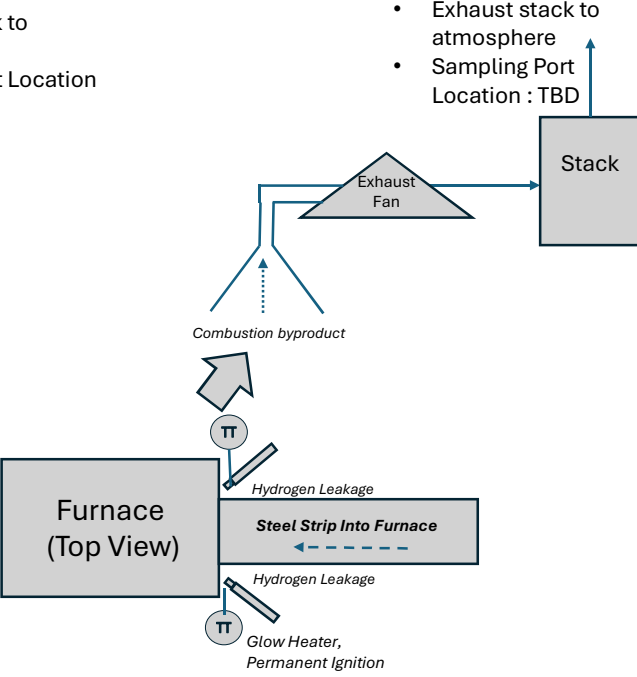 k to
t Location
• Exhaust stack to
atmosphere
• Sampling Port
Location : TBD
Stack
Exhaust
Fan
Combustion byproduct
TT
Hydrogen Leakage
Furnace
(Top View)
Steel Strip Into Furnace
Hydrogen Leakage
TT
Glow Heater,
Permanent Ignition